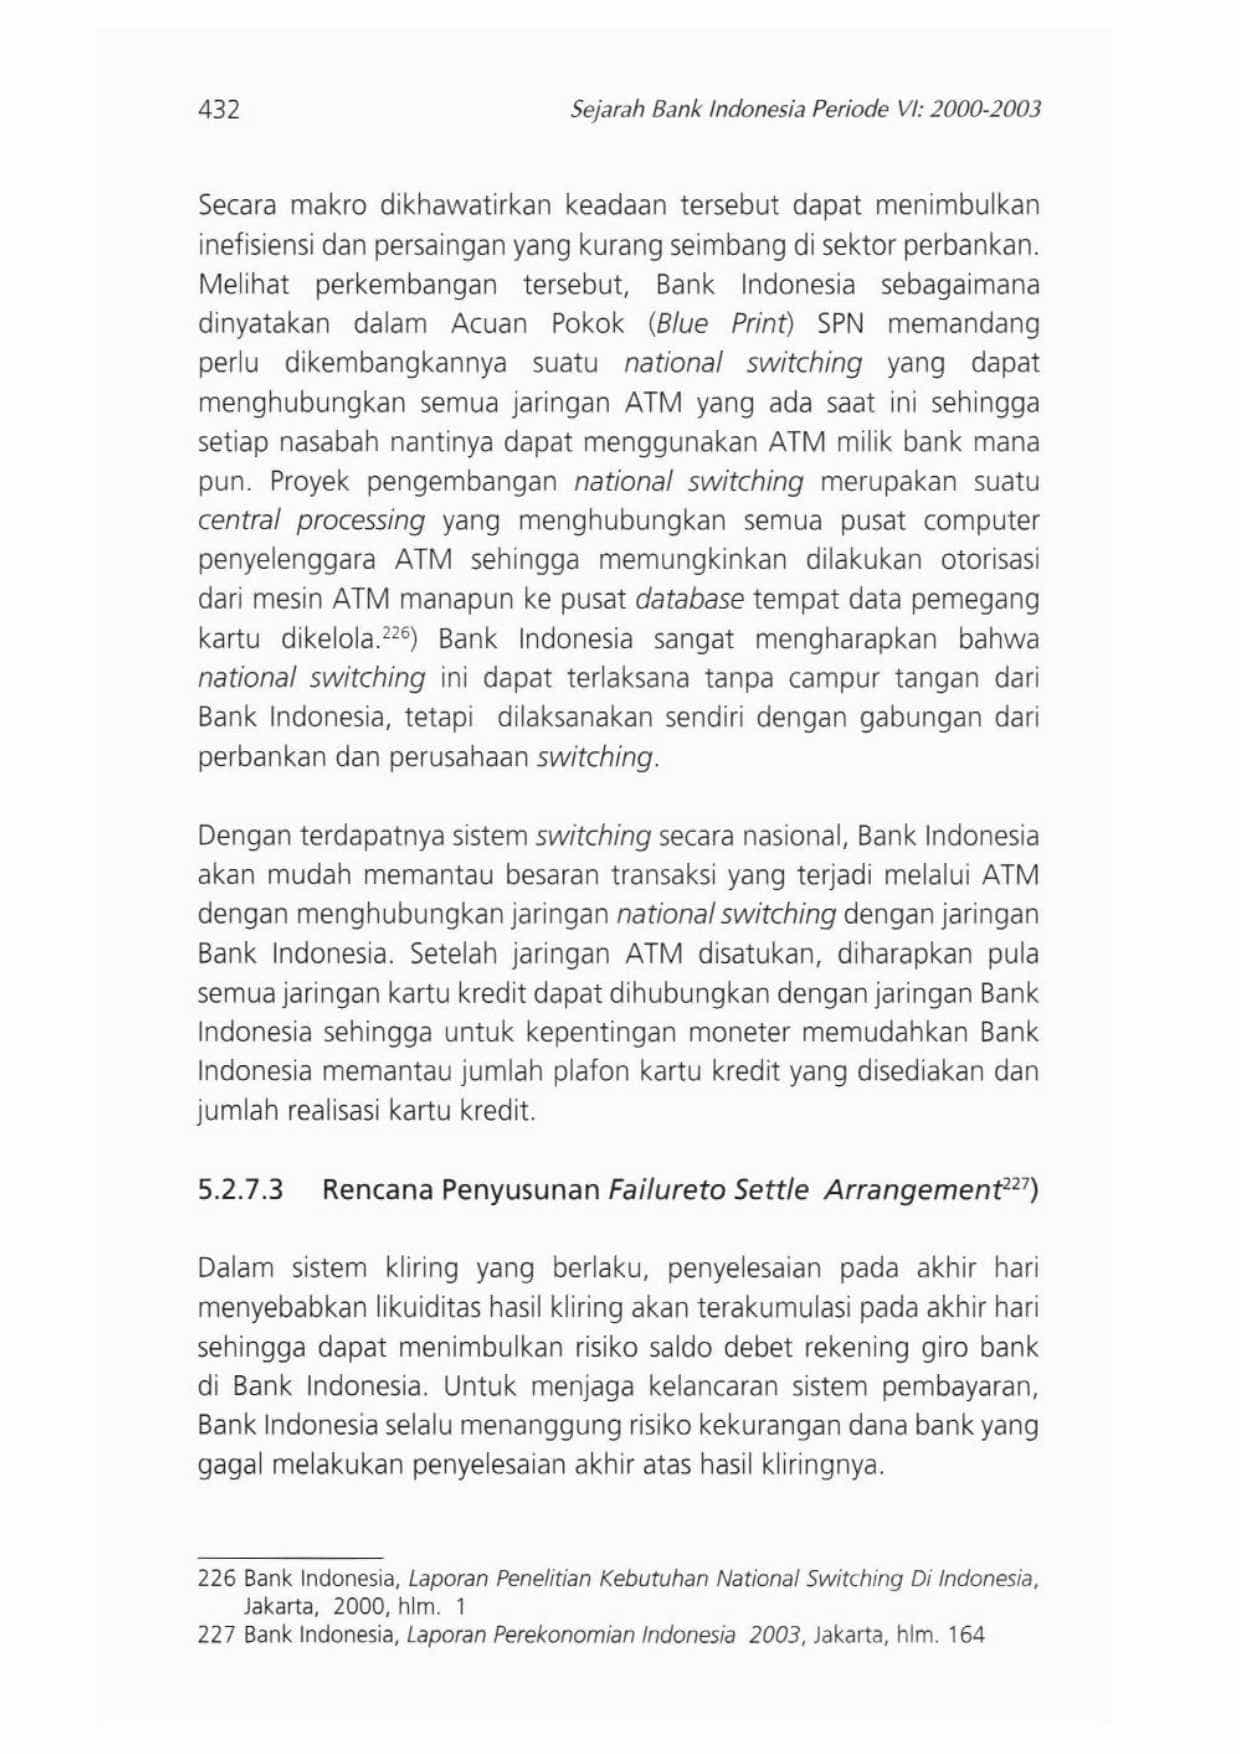 432
Sejarah Bank Indonesia Periode VI: 2000-2003
Secara makro dikhawatirkan keadaan tersebut dapat menimbulkan
inefisiensi dan persaingan yang kurang seimbang di sektor perbankan.
Melihat perkembangan tersebut, Bank Indonesia sebagaimana
dinyatakan dalam Acuan Pokok (Blue Print) SPN memandang
perlu dikembangkannya suatu national switching yang dapat
menghubungkan semua jaringan ATM yang ada saat ini sehingga
setiap nasabah nantinya dapat menggunakan ATM milik bank mana
pun. Proyek pengembangan national switching merupakan suatu
central processing yang menghubungkan semua pusat computer
penyelenggara ATM sehingga memungkinkan dilakukan otorisasi
dari mesin ATM manapun ke pusat database tempat data pemegang
kartu dikelola.226) Bank Indonesia sangat mengharapkan bahwa
national switching ini dapat terlaksana tanpa campur tangan dari
Bank Indonesia, tetapi dilaksanakan sendiri dengan gabungan dari
perbankan dan perusahaan switching.
Dengan terdapatnya sistem switching secara nasional, Bank Indonesia
akan mudah memantau besaran transaksi yang terjadi melalui ATM
dengan menghubungkan jaringan national switching dengan jaringan
Bank Indonesia. Setelah jaringan ATM disatukan, diharapkan pula
semua jaringan kartu kredit dapat dihubungkan dengan jaringan Bank
Indonesia sehingga untuk kepentingan moneter memudahkan Bank
Indonesia memantau jumlah plafon kartu kredit yang disediakan dan
jumlah realisasi kartu kredit.
5.2.7.3 Rencana Penyusunan Failureto Settle Arrangement227)
Dalam sistem kliring yang berlaku, penyelesaian pada akhir hari
menyebabkan likuiditas hasil kliring akan terakumulasi pada akhir hari
sehingga dapat menimbulkan risiko saldo debet rekening giro bank
di Bank Indonesia. Untuk menjaga kelancaran sistem pembayaran,
Bank Indonesia selalu menanggung risiko kekurangan dana bank yang
gagal melakukan penyelesaian akhir atas hasil kliringnya.
226 Bank Indonesia, Laporan Penelitian Kebutuhan National Switching Di Indonesia,
Jakarta, 2000, hlm. 1
227 Bank Indonesia, Laporan Perekonomian Indonesia 2003, Jakarta, hlm. 164